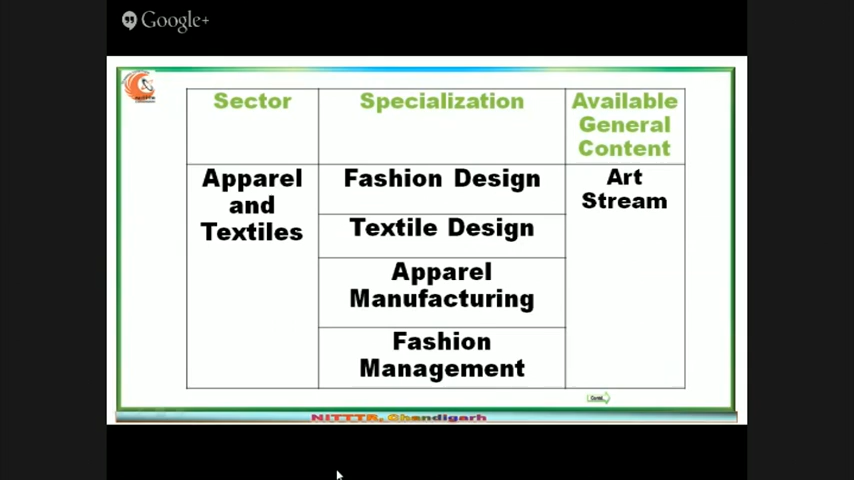 Google+
Sector
Specialization
Available
General
Content
Apparel
and
Textiles
Fashion Design
Textile Design
Apparel
Manufacturing
Fashion
Management
Art
Stream
NITTTR, Chandigarh